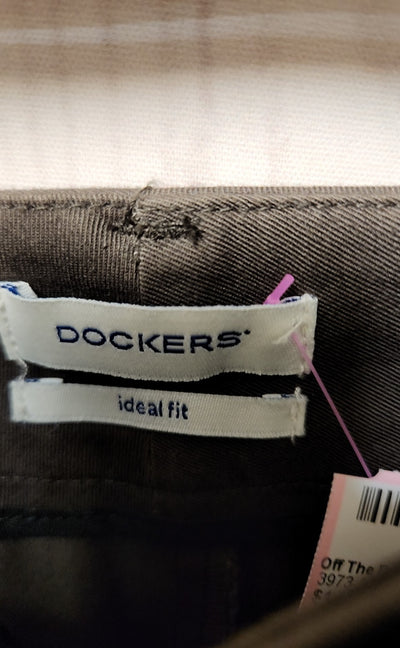 DOCKERS
ideal fit
Off The
3973